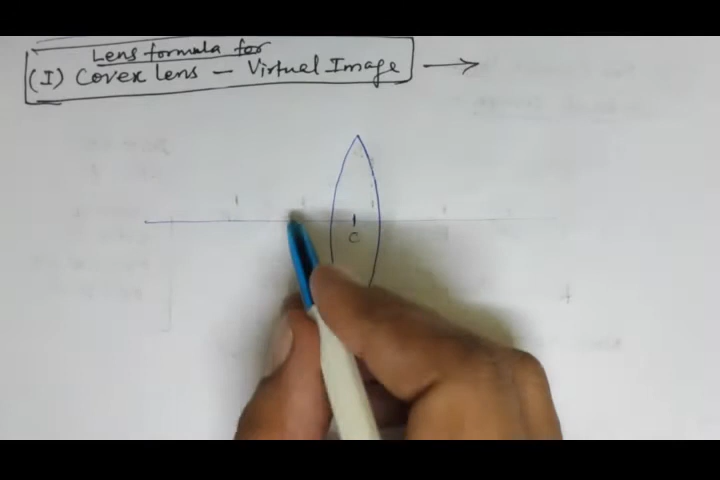 Lens formula for
(I) Covex lens — Virtual Image →
C